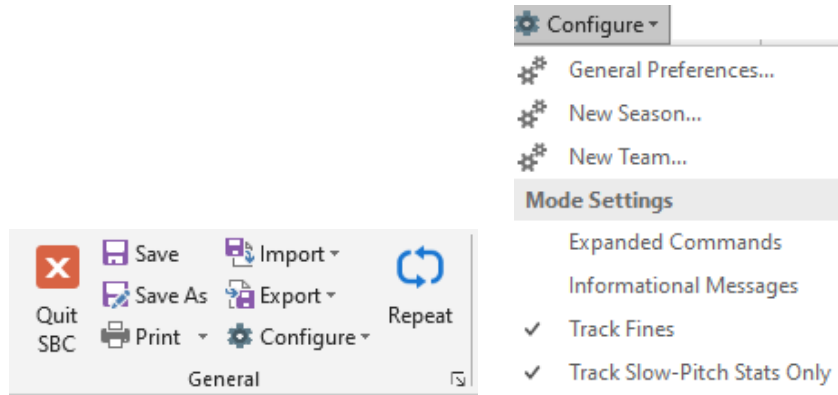 Save
Import
Quit
SBC
Save As
Export
Repeat
Print
Configure
General
Configure
General Preferences...
New Season...
New Team...
Mode Settings
Expanded Commands
Informational Messages
Track Fines
Track Slow-Pitch Stats Only